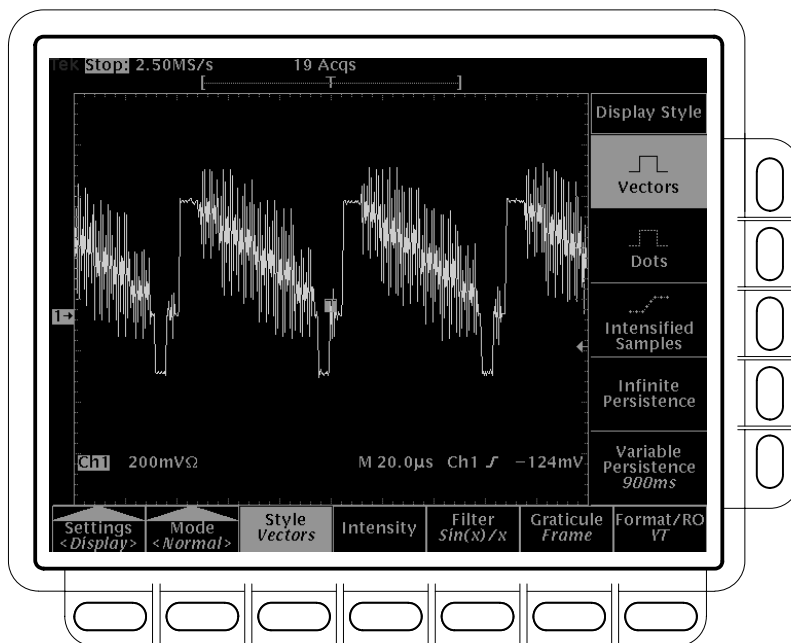 Tek Stop: 2.50MS/s 19 Acqs
[ T ]
Display Style
Vectors
Dots
Intensified
Samples
Infinite
Persistence
Variable
Persistence
900ms
T
1→
Ch1 200mVΩ M 20.0µs Ch1 ƒ −124mV
Settings
<Display>
Mode
<Normal>
Style
Vectors
Intensity
Filter
Sin(x)/x
Graticule
Frame
Format/RO
YT